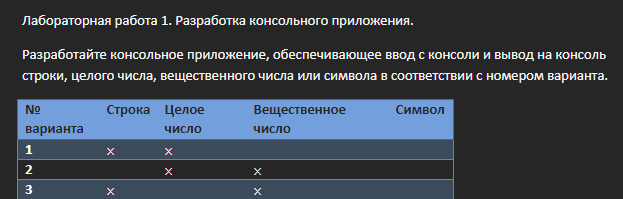 Лабораторная работа 1. Разработка консольного приложения.
Разработайте консольное приложение, обеспечивающее ввод с консоли и вывод на консоль
строки, целого числа, вещественного числа или символа в соответствии с номером варианта.
№ Строка Целое Вещественное Символ
варианта число число
1 x x
2 x x
3 x x